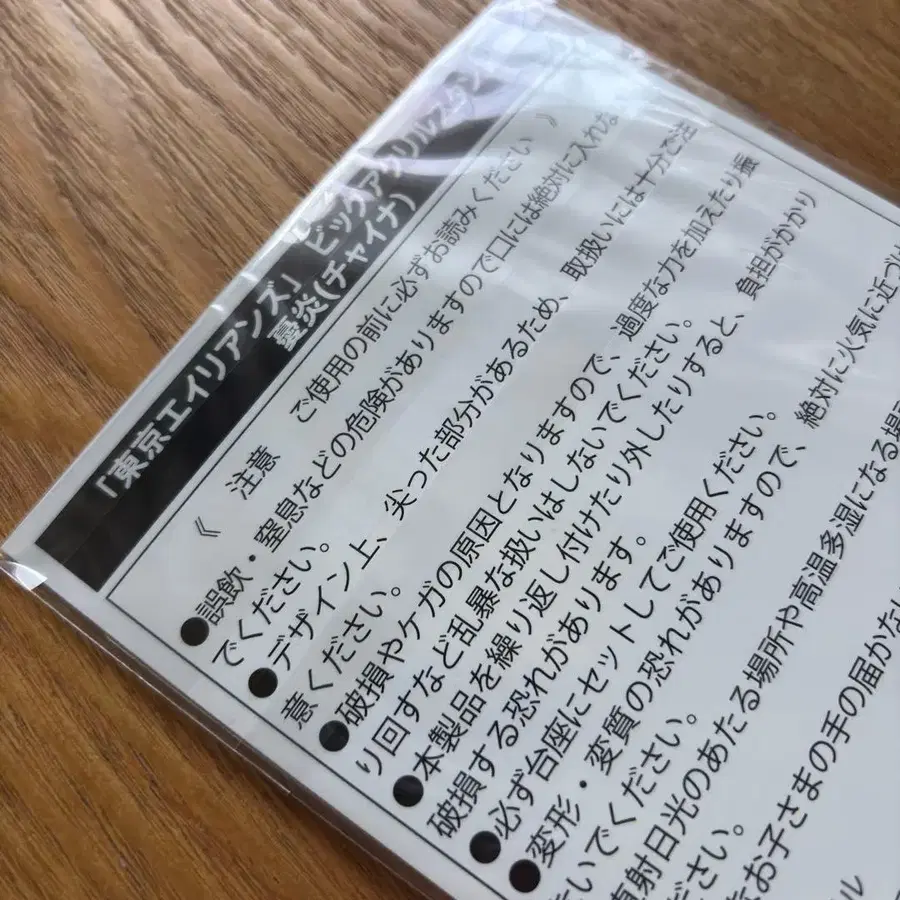 「東京エイリアンズ」 ビッグアクリルスタン
憂炎(チャイナ)
《 注意 ご使用の前に必ずお読みください 》
●誤飲・窒息などの危険がありますので口には絶対に入れな
でください。
●デザイン上、尖った部分があるため、取扱いには十分で注
意ください。
●破損やケガの原因となりますので、過度な力を加えたり振
り回すなど乱暴な扱いはしないでください。
●本製品を繰り返し付けたり外したりすると、負担がかかり
破損する恐れがあります。
●必ず台座にセットしてご使用ください。
●変形・変質の恐れがありますので、絶対に火気に近づけ
ないでください。
直射日光のあたる場所や高温多湿になる場所
ださい。
お子さまの手の届かない
ル